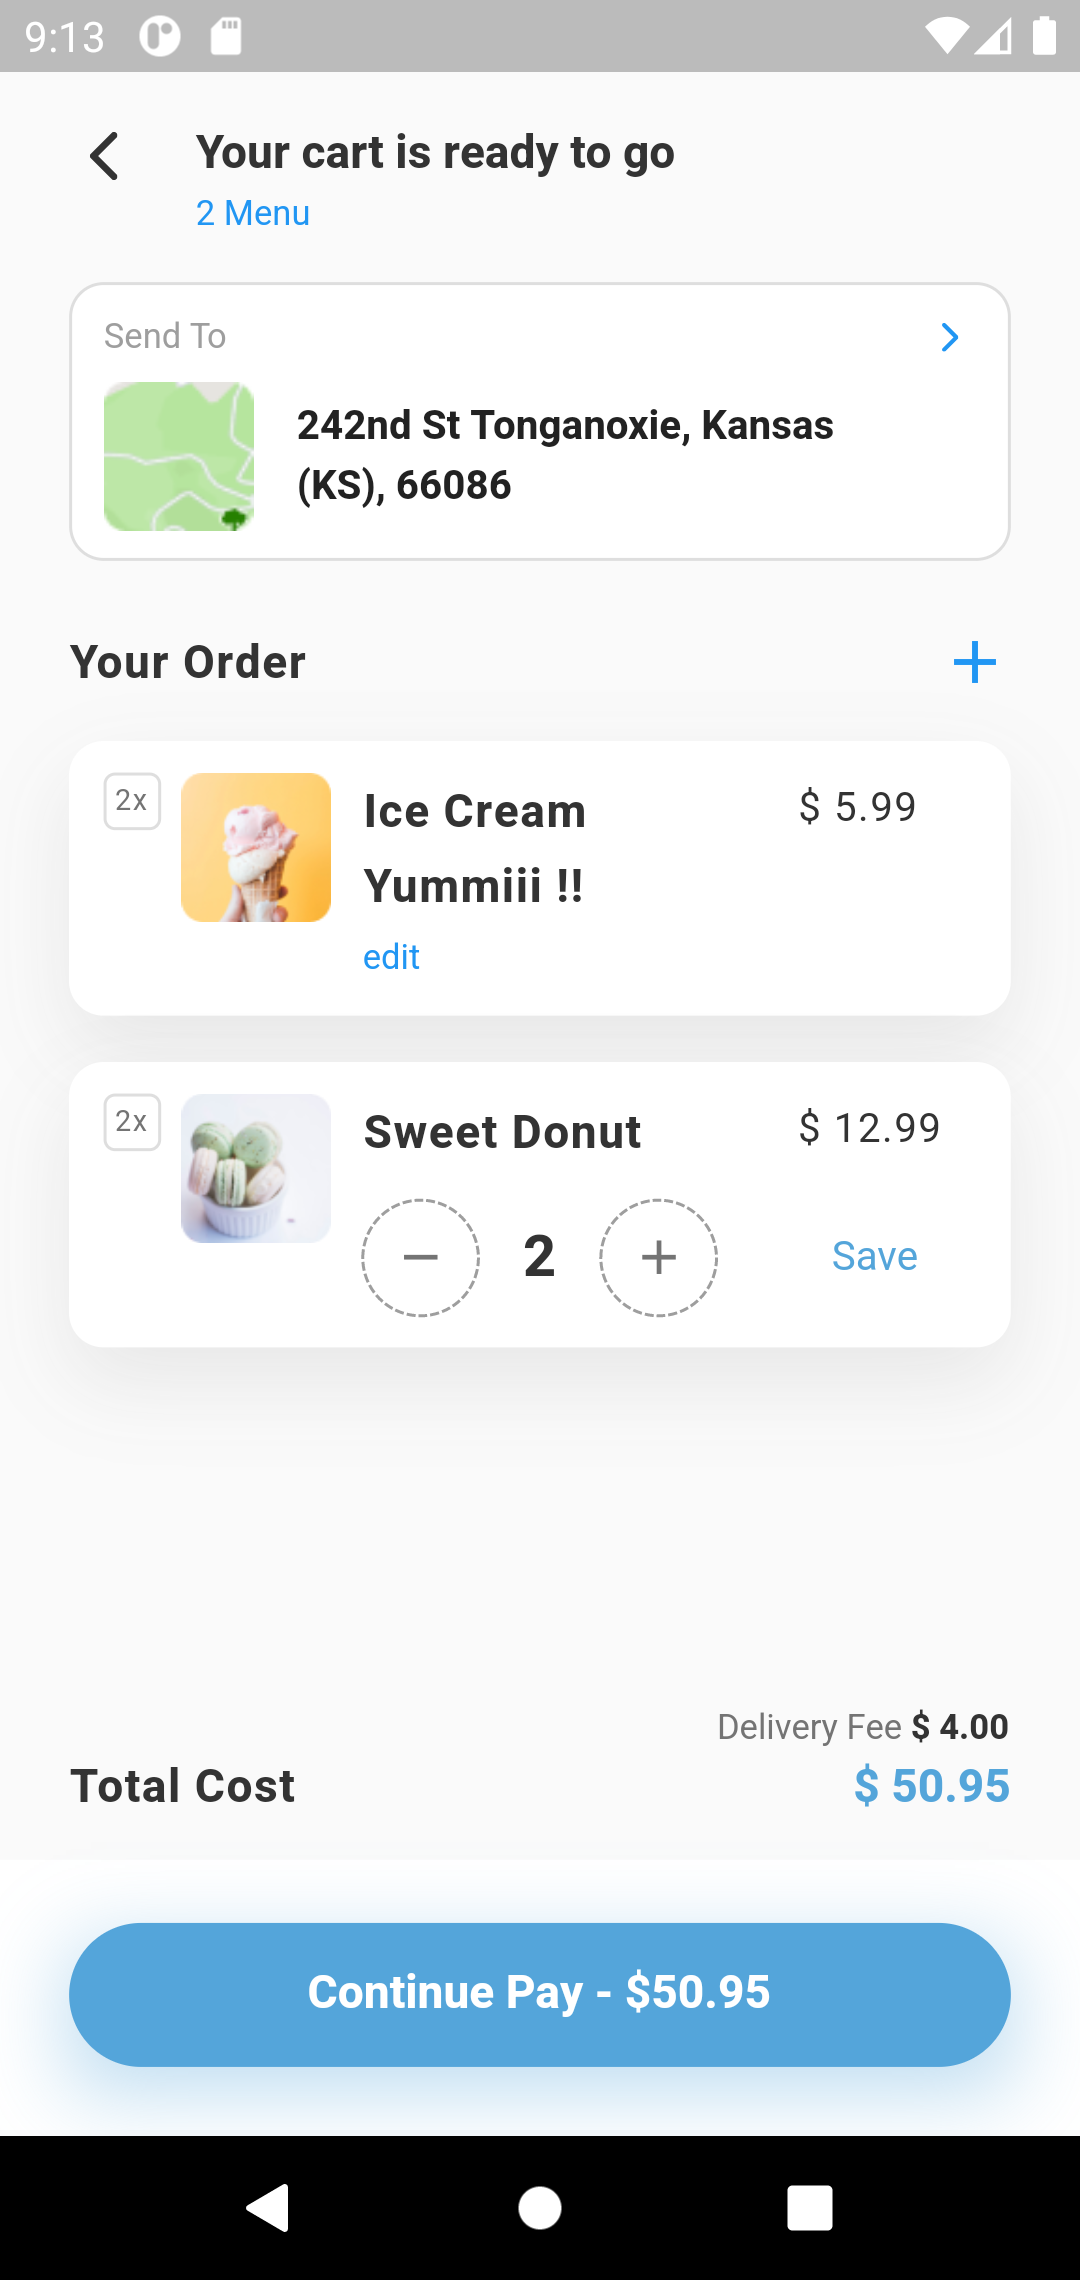 9:13
Your cart is ready to go
2 Menu
Send To
242nd St Tonganoxie, Kansas
(KS), 66086
Your Order
2x
Ice Cream
Yummiii !!
$ 5.99
edit
2x
Sweet Donut
$ 12.99
2
Save
Delivery Fee $ 4.00
Total Cost
$ 50.95
Continue Pay - $50.95